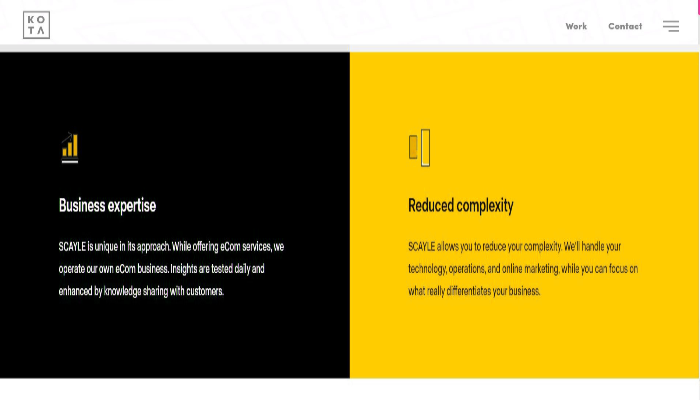 KO
TA
Work
Contact
Business expertise
SCAYLE is unique in its approach. While offering eCom services, we
operate our own eCom business. Insights are tested daily and
enhanced by knowledge sharing with customers.
Reduced complexity
SCAYLE allows you to reduce your complexity. We'll handle your
technology, operations, and online marketing, while you can focus on
what really differentiates your business.